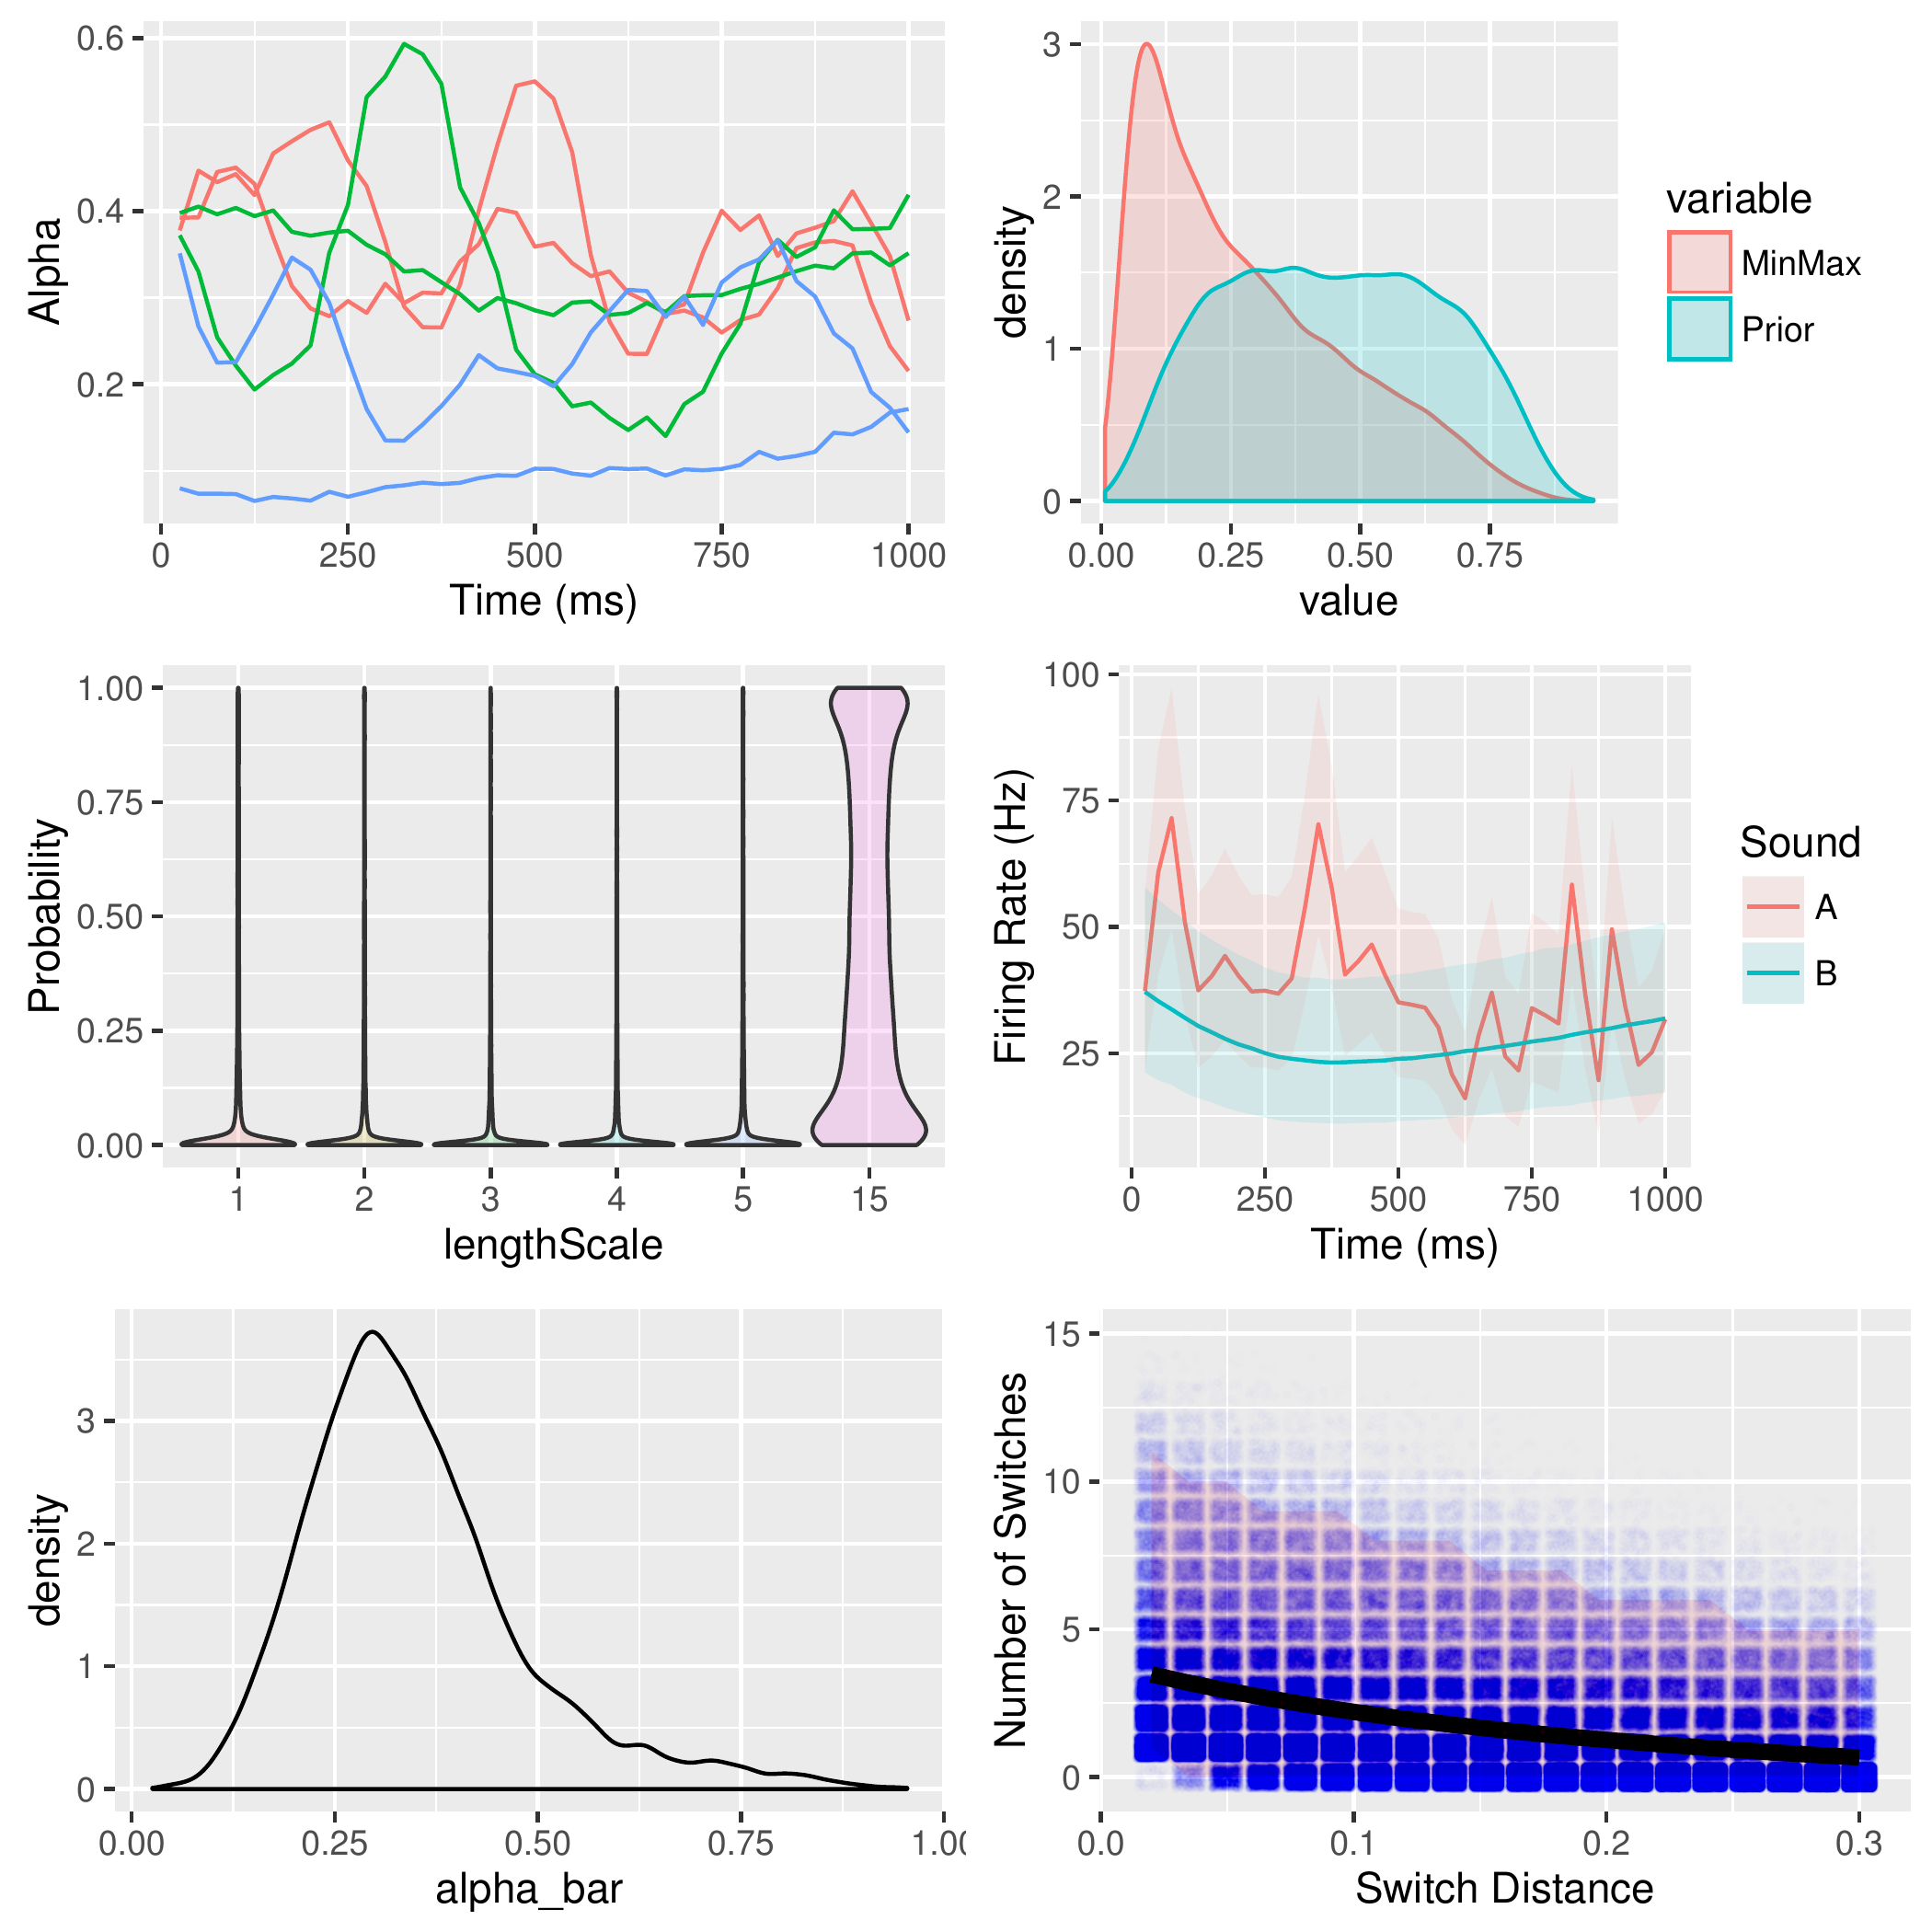 0.6
0.4
0.2
Alpha
0
250
500
750
1000
Time (ms)
3
2
1
0
density
0.00
0.25
0.50
0.75
value
variable
MinMax
Prior
1.00
0.75
0.50
0.25
0.00
Probability
1
2
3
4
5
15
lengthScale
100
75
50
25
Firing Rate (Hz)
0
250
500
750
1000
Time (ms)
Sound
A
B
3
2
1
0
density
0.00
0.25
0.50
0.75
1.00
alpha_bar
15
10
5
0
Number of Switches
0.0
0.1
0.2
0.3
Switch Distance